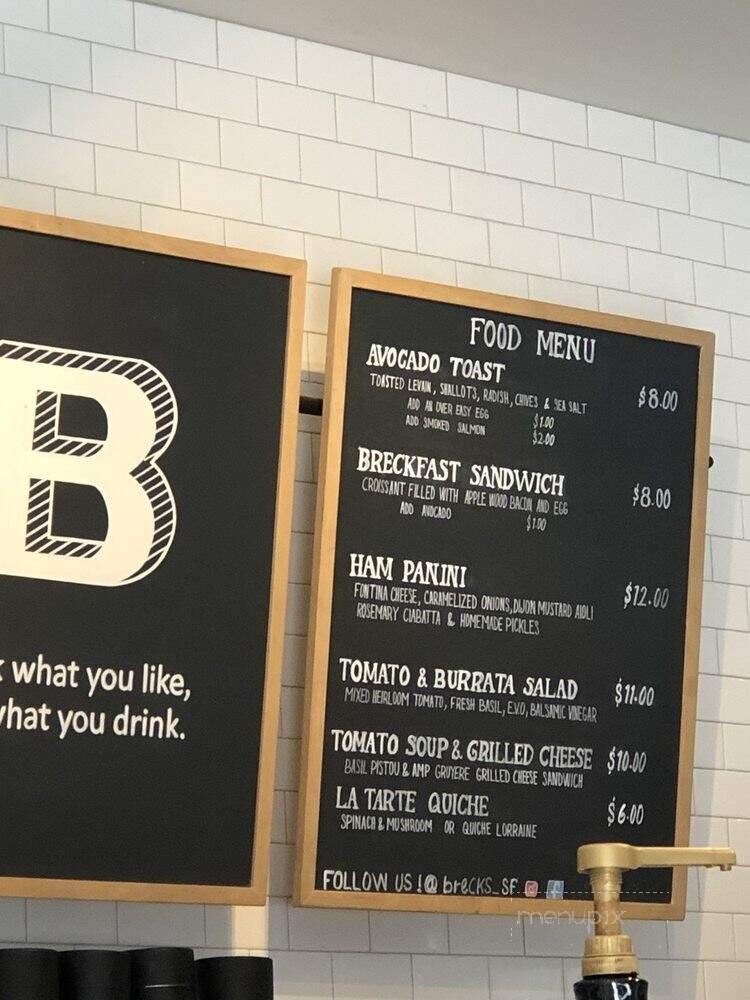 B
what you like,
what you drink.
FOOD MENU
AVOCADO TOAST
$8.00
TOASTED LEVAIN, SHALLOTS, RADISH, CHIVES & SEA SALT
ADD AN OVER EASY EGG $1.00
ADD SMOKED SALMON $2.00
BRECKFAST SANDWICH
$8.00
CROISSANT FILLED WITH APPLE WOOD BACON AND EGG
ADD AVOCADO $1.00
HAM PANINI
$12.00
FONTINA CHEESE, CARAMELIZED ONIONS, DIJON MUSTARD AIOLI
ROSEMARY CIABATTA & HOMEMADE PICKLES
TOMATO & BURRATA SALAD $11.00
MIXED HEIRLOOM TOMATO, FRESH BASIL, E.V.O, BALSAMIC VINEGAR
TOMATO SOUP & GRILLED CHEESE $10.00
BASIL PISTOU & AMP GRUYERE GRILLED CHEESE SANDWICH
LA TARTE QUICHE $6.00
SPINACH & MUSHROOM OR QUICHE LORRAINE
FOLLOW US !@ brecks_SF
menupix